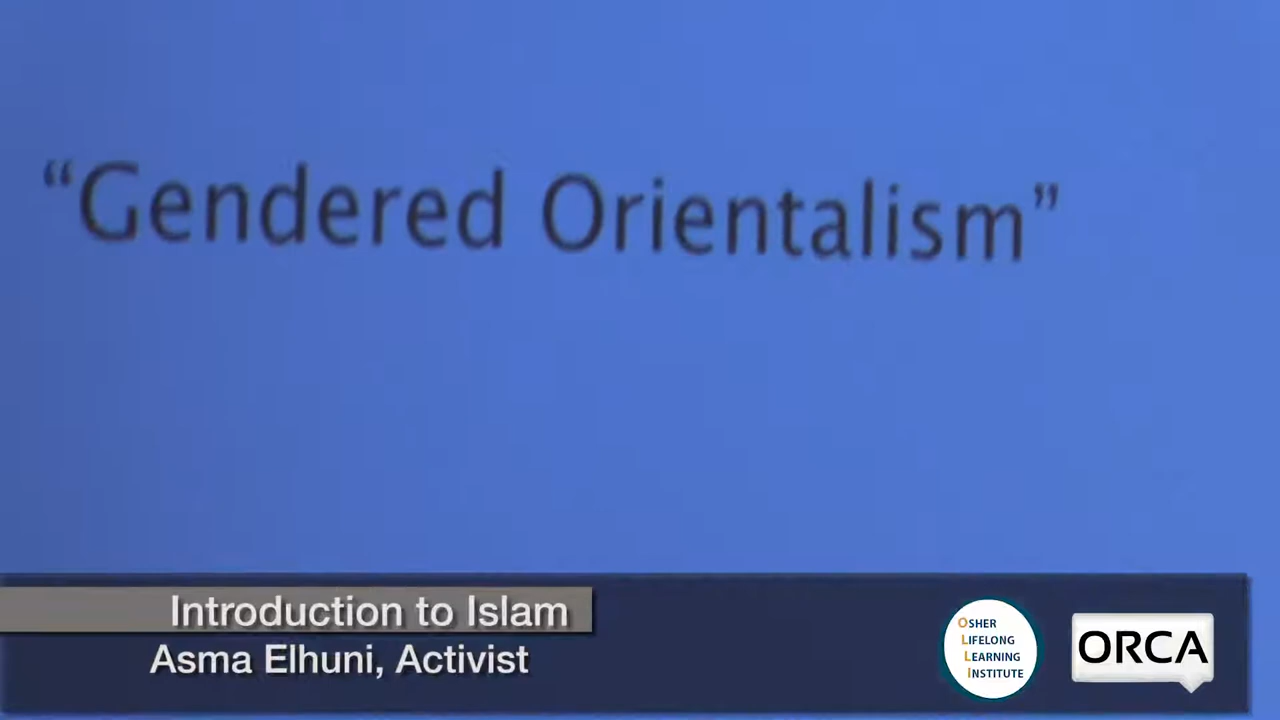 “Gendered Orientalism”
Introduction to Islam
Asma Elhuni, Activist
OSHER
LIFELONG
LEARNING
INSTITUTE
ORCA